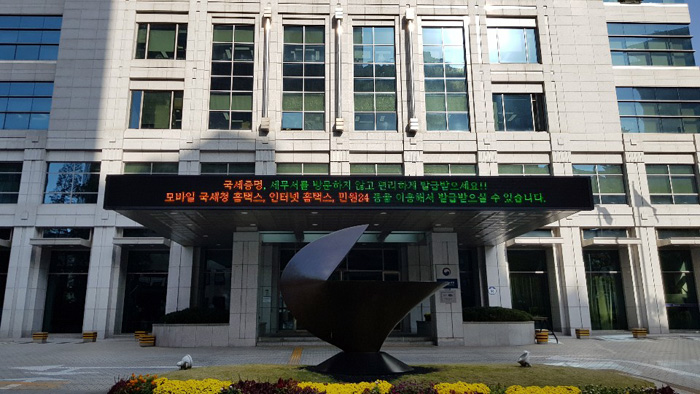 국세증명, 세무서를 방문하지 않고 편리하게 발급받으세요!!
모바일 국세청 홈택스, 인터넷 홈택스, 민원24 등을 이용해서 발급받으실 수 있습니다.